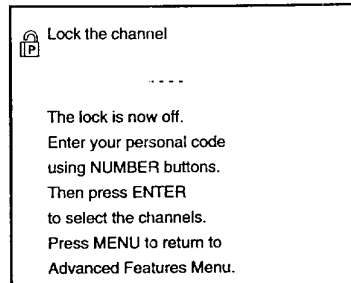 Lock the channel
P
- - - -
The lock is now off.
Enter your personal code
using NUMBER buttons.
Then press ENTER
to select the channels.
Press MENU to return to
Advanced Features Menu.